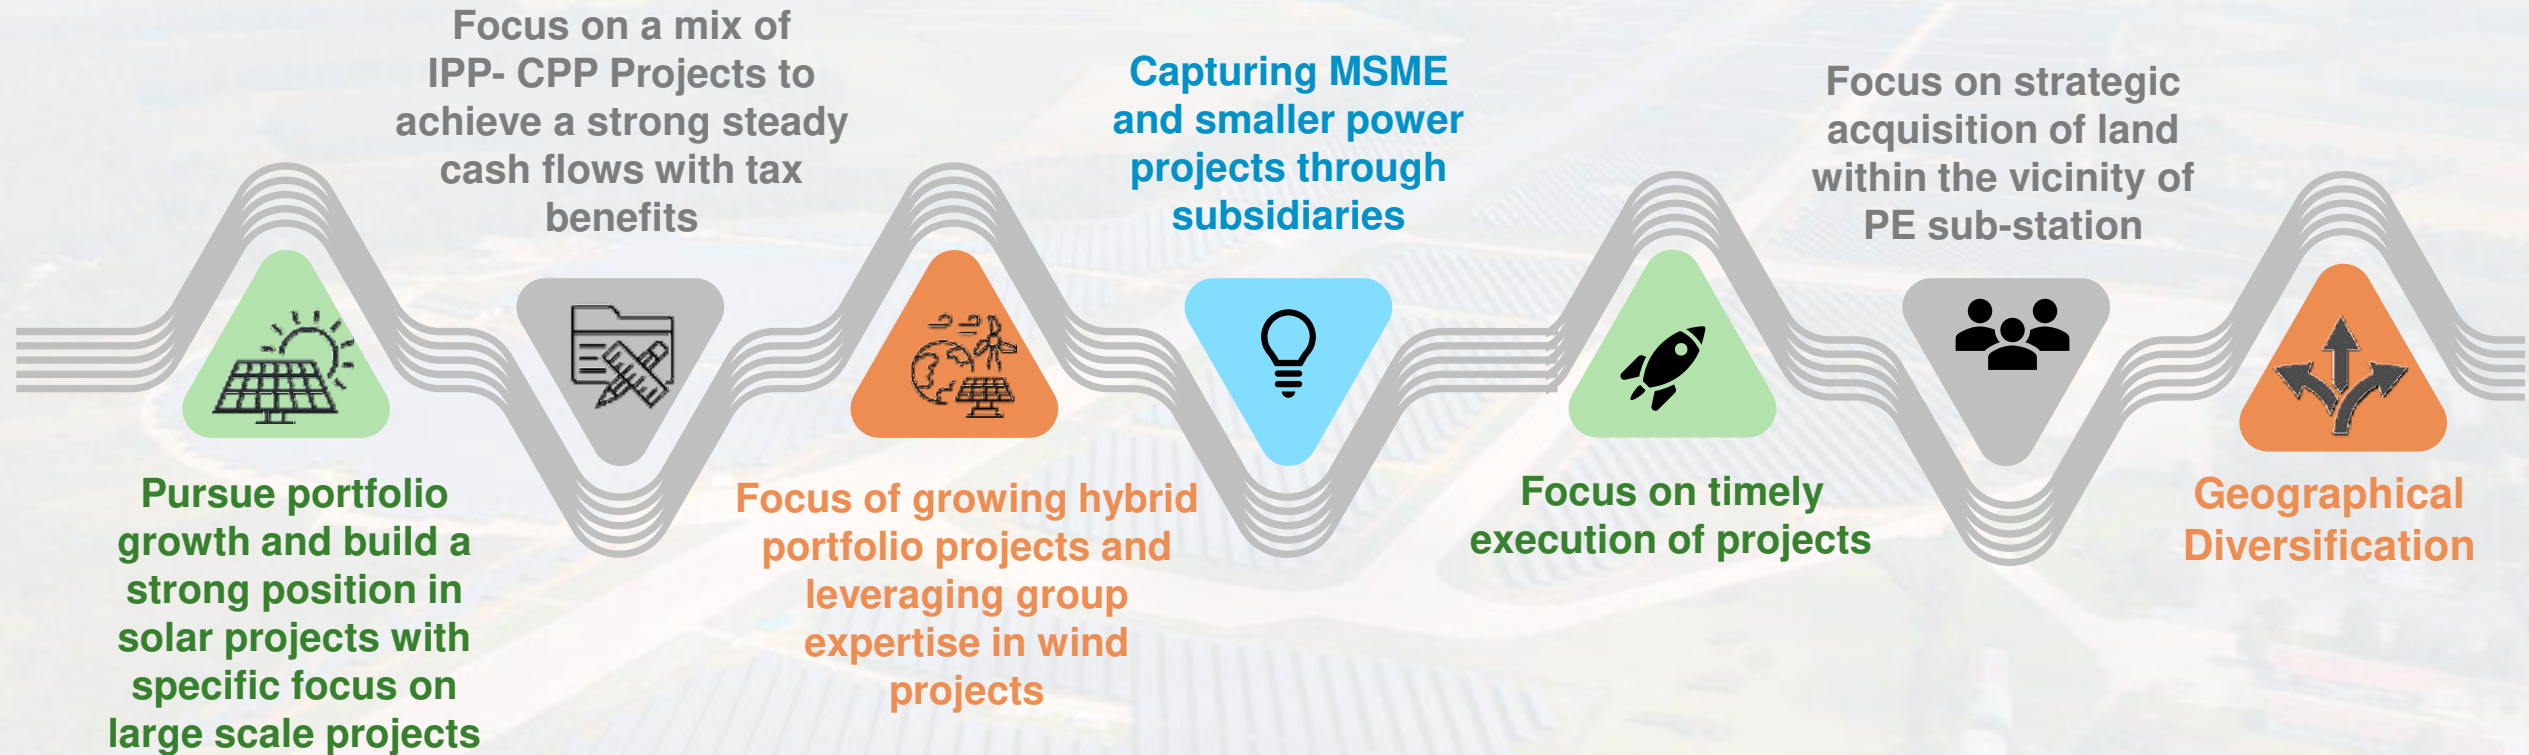 Pursue portfolio
growth and build a
strong position in
solar projects with
specific focus on
large scale projects
Focus on a mix of
IPP- CPP Projects to
achieve a strong steady
cash flows with tax
benefits
Focus of growing hybrid
portfolio projects and
leveraging group
expertise in wind
projects
Capturing MSME
and smaller power
projects through
subsidiaries
Focus on timely
execution of projects
Focus on strategic
acquisition of land
within the vicinity of
PE sub-station
Geographical
Diversification